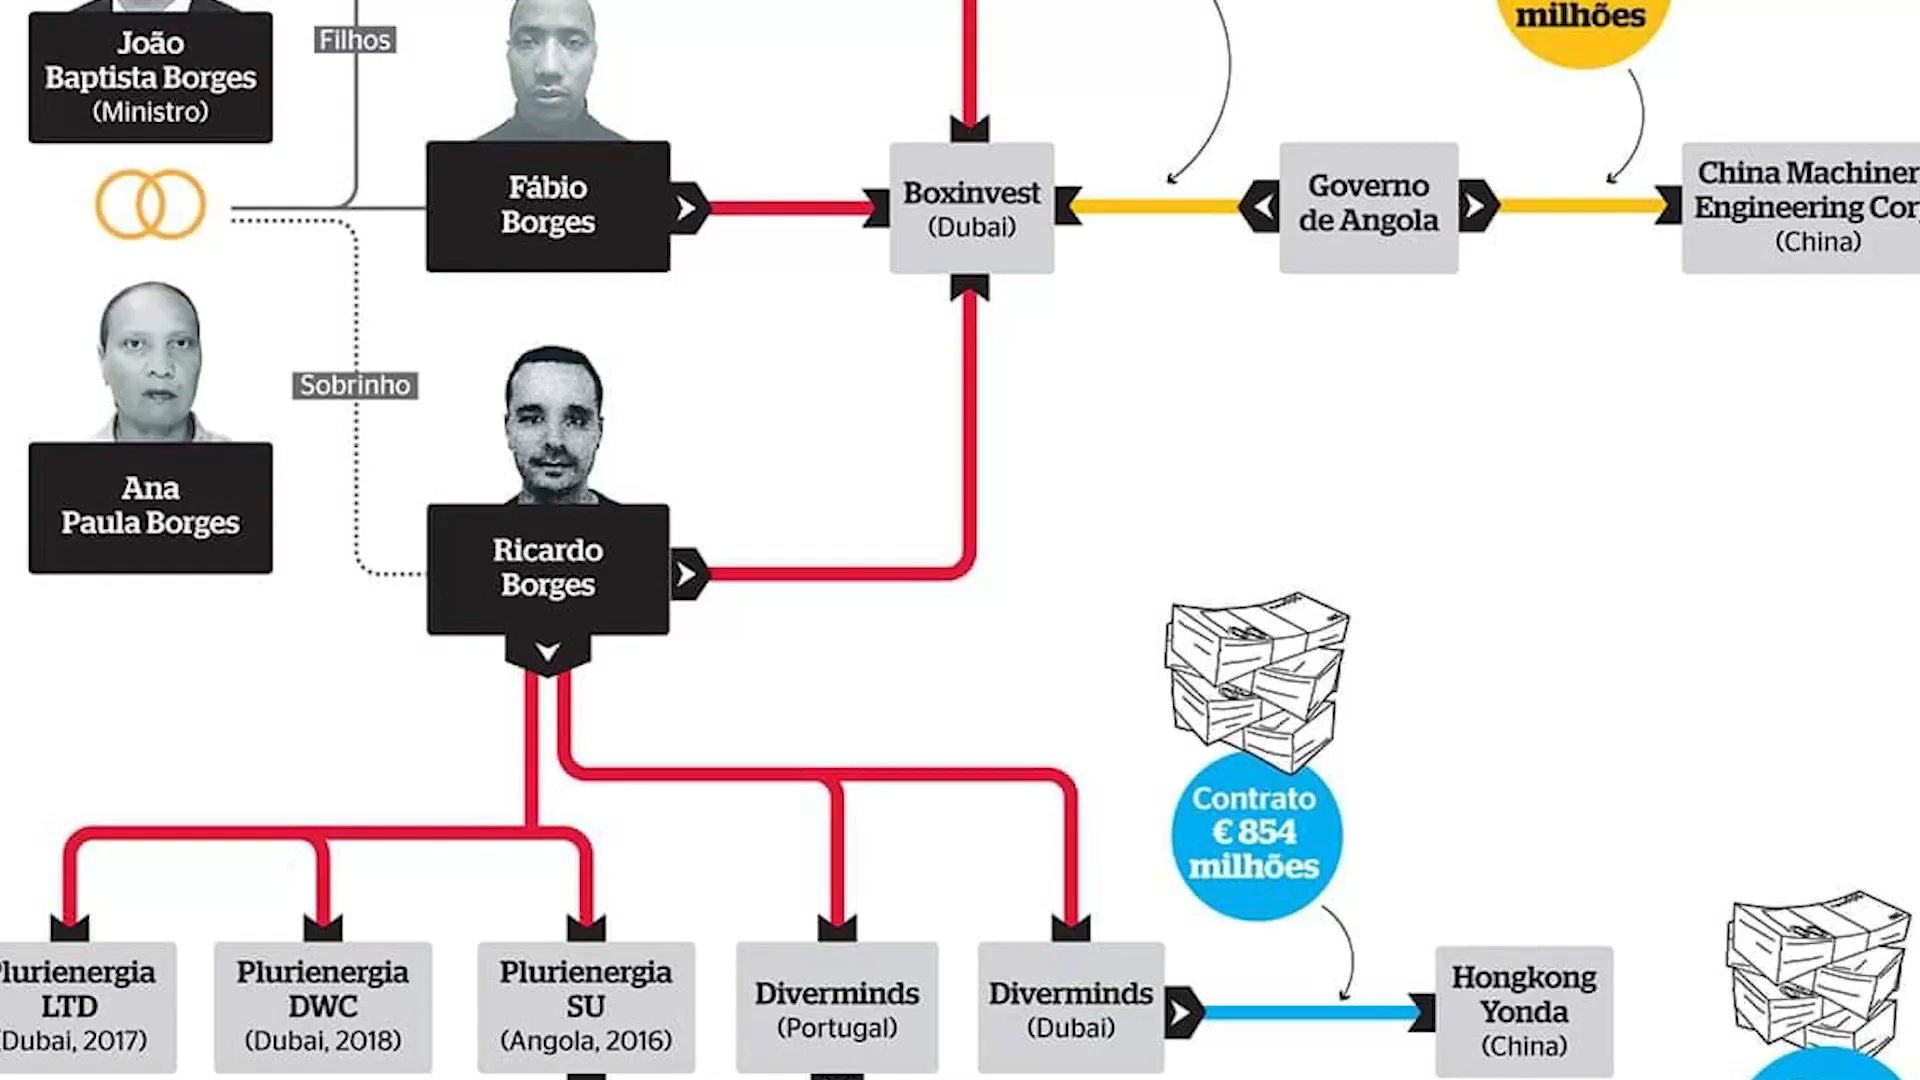 João
Baptista Borges
(Ministro)
Filhos
milhões
Fábio
Borges
Boxinvest
(Dubai)
Governo
de Angola
China Machiner
Engineering Cor
(China)
Sobrinho
Ana
Paula Borges
Ricardo
Borges
Contrato
€ 854
milhões
lurienergia
LTD
Dubai, 2017)
Plurienergia
DWC
(Dubai, 2018)
Plurienergia
SU
(Angola, 2016)
Diverminds
(Portugal)
Diverminds
(Dubai)
Hongkong
Yonda
(China)